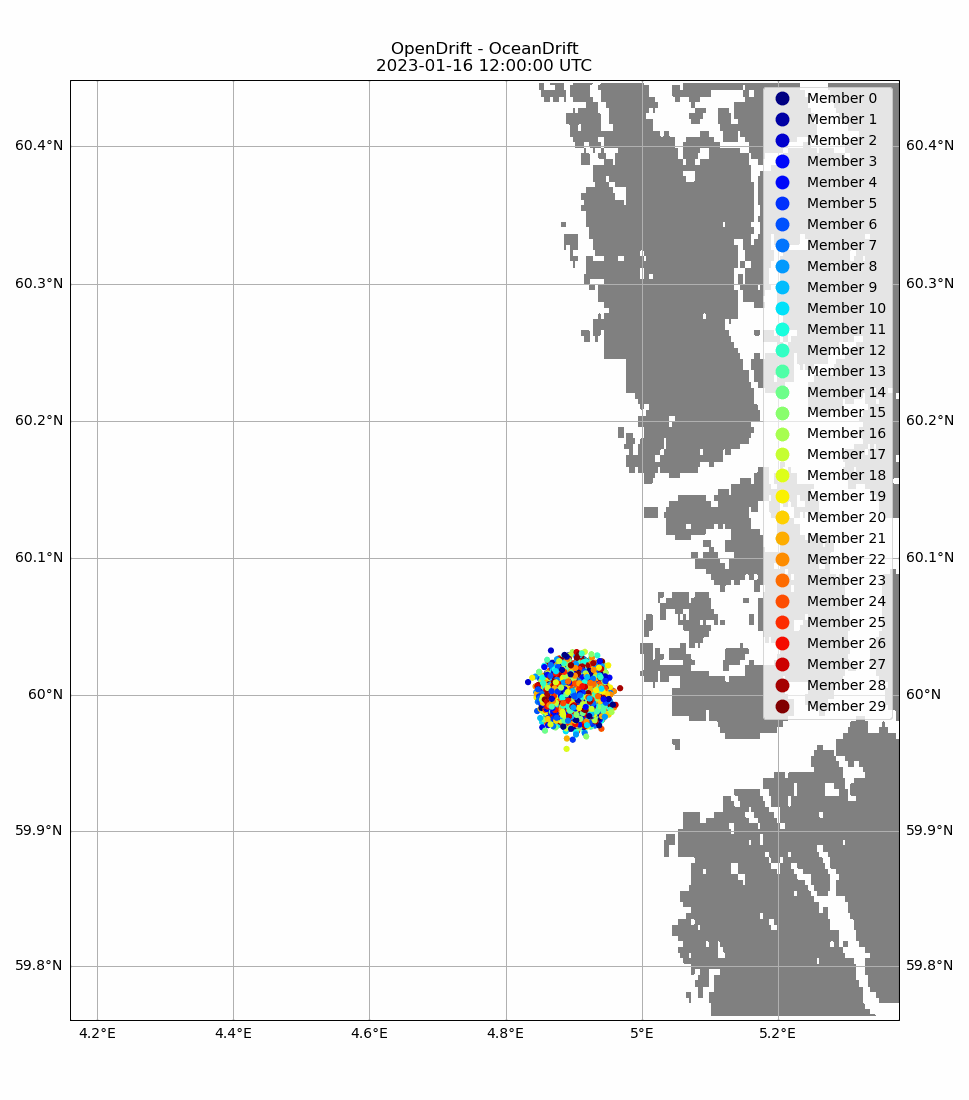 OpenDrift - OceanDrift
2023-01-16 12:00:00 UTC
Member 0
Member 1
Member 2
Member 3
Member 4
Member 5
Member 6
Member 7
Member 8
Member 9
Member 10
Member 11
Member 12
Member 13
Member 14
Member 15
Member 16
Member 17
Member 18
Member 19
Member 20
Member 21
Member 22
Member 23
Member 24
Member 25
Member 26
Member 27
Member 28
Member 29
60.4°N 60.4°N
60.3°N 60.3°N
60.2°N 60.2°N
60.1°N 60.1°N
60°N 60°N
59.9°N 59.9°N
59.8°N 59.8°N
4.2°E 4.4°E 4.6°E 4.8°E 5°E 5.2°E